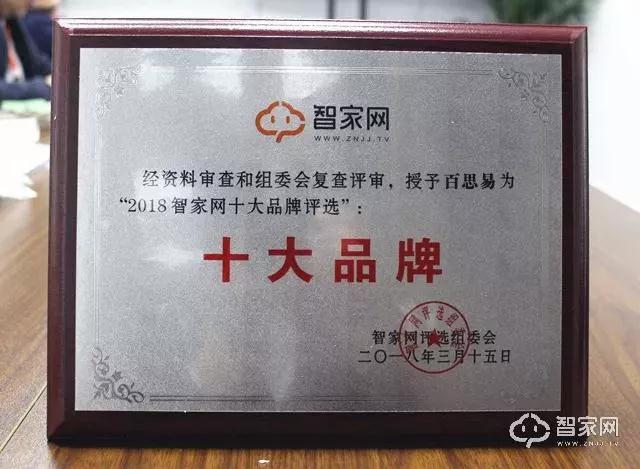 智家网
WWW.ZNJJ.TV
经资料审查和组委会复查评审，授予百思易为
“2018智家网十大品牌评选”：
十大品牌
智家网评选组委会
二〇一八年三月十五日
智家网
WWW.ZNJJ.TV